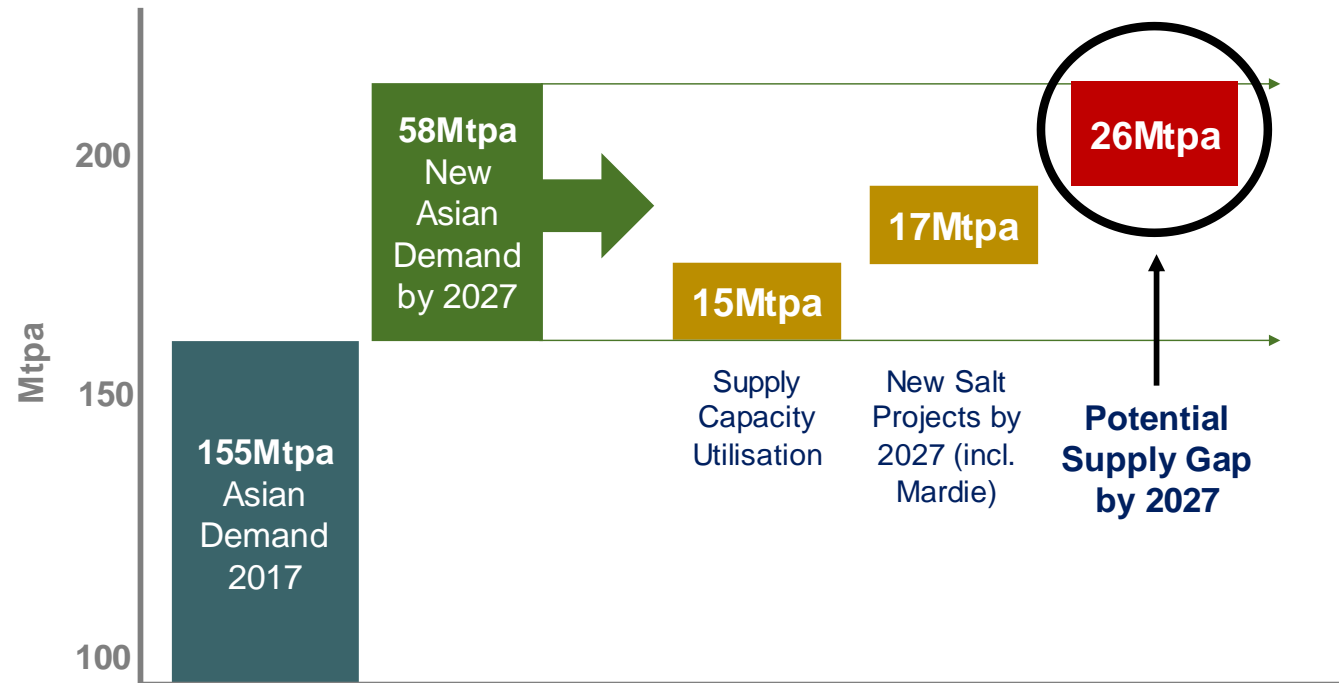 Mtpa
200
150
100
155Mtpa
Asian
Demand
2017
58Mtpa
New
Asian
Demand
by 2027
15Mtpa
Supply
Capacity
Utilisation
17Mtpa
New Salt
Projects by
2027 (incl.
Mardie)
26Mtpa
Potential
Supply Gap
by 2027